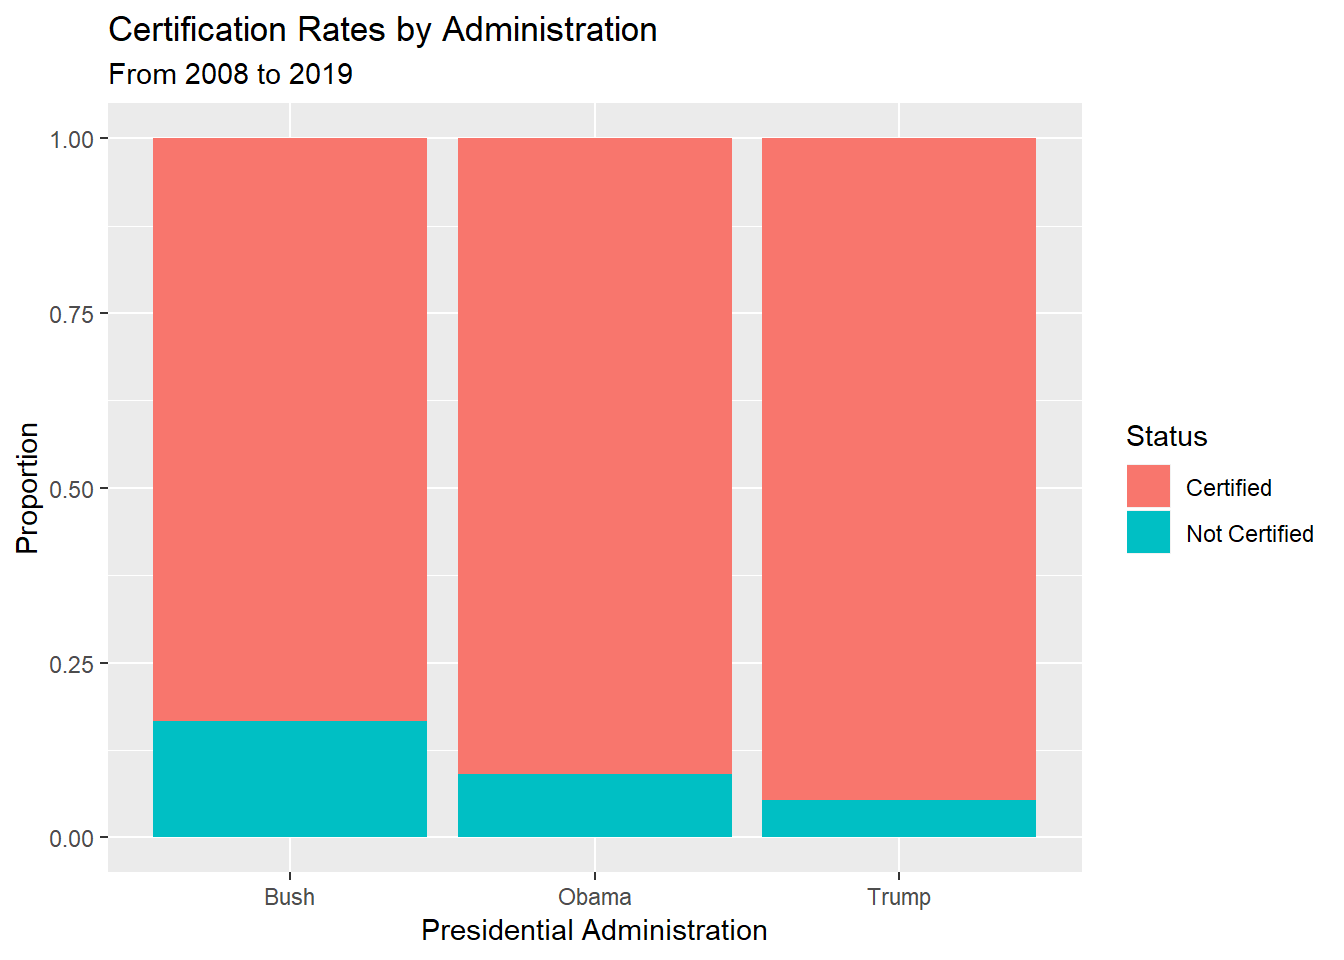 Certification Rates by Administration
From 2008 to 2019
1.00
0.75
0.50
0.25
0.00
Proportion
Bush
Obama
Trump
Presidential Administration
Status
Certified
Not Certified